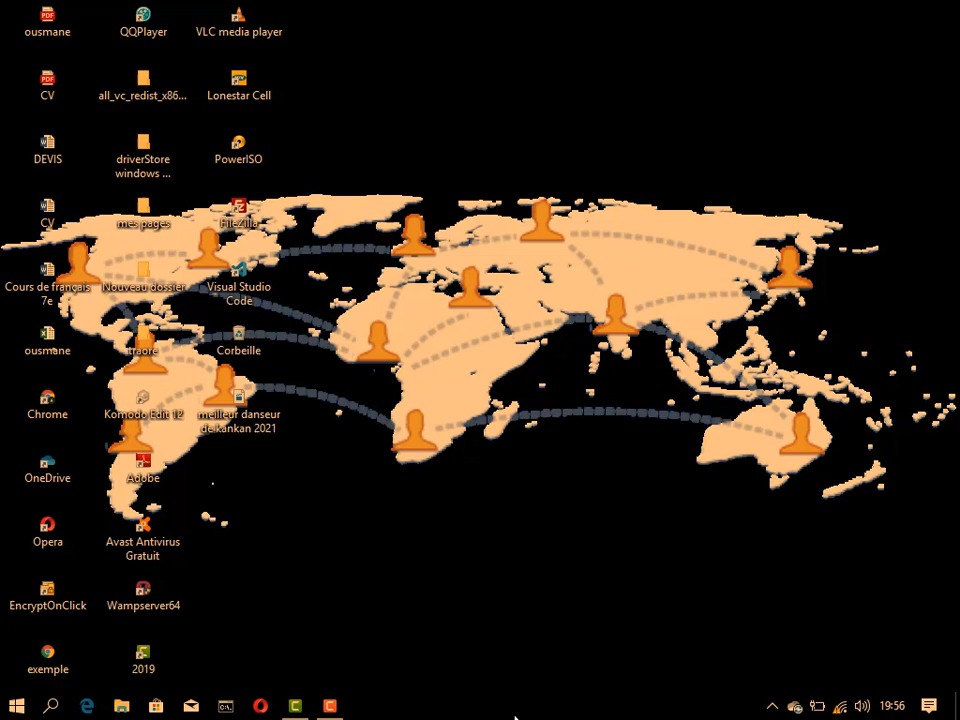 ousmane
QQPlayer
VLC media player
CV
all_vc_redist_x86...
Lonestar Cell
DEVIS
driverStore
windows ...
PowerISO
CV
mes pages
FileZilla
Cours de français
7e
Nouveau dossier
Visual Studio
Code
ousmane
traore
Corbeille
Chrome
Komodo Edit 12
meilleur danseur
de kankan 2021
OneDrive
Adobe
Opera
Avast Antivirus
Gratuit
EncryptOnClick
Wampserver64
exemple
2019
19:56